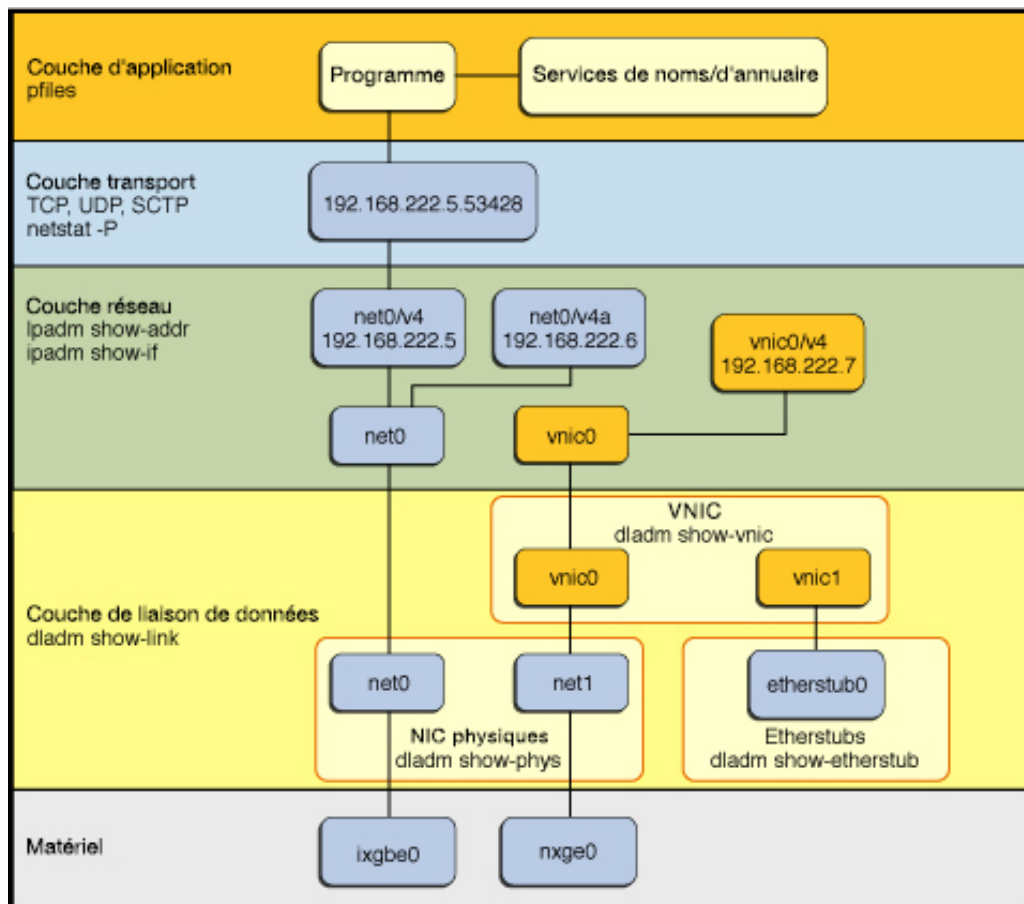 Couche d'application
pfiles
Programme
Services de noms/d'annuaire
Couche transport
TCP, UDP, SCTP
netstat -P
192.168.222.5.53428
Couche réseau
Ipadm show-addr
ipadm show-if
net0/v4
192.168.222.5
net0/v4a
192.168.222.6
vnic0/v4
192.168.222.7
net0
vnic0
VNIC
dladm show-vnic
vnic0
vnic1
Couche de liaison de données
dladm show-link
net0
net1
etherstub0
NIC physiques
dladm show-phys
Etherstubs
dladm show-etherstub
Matériel
ixgbe0
nxge0